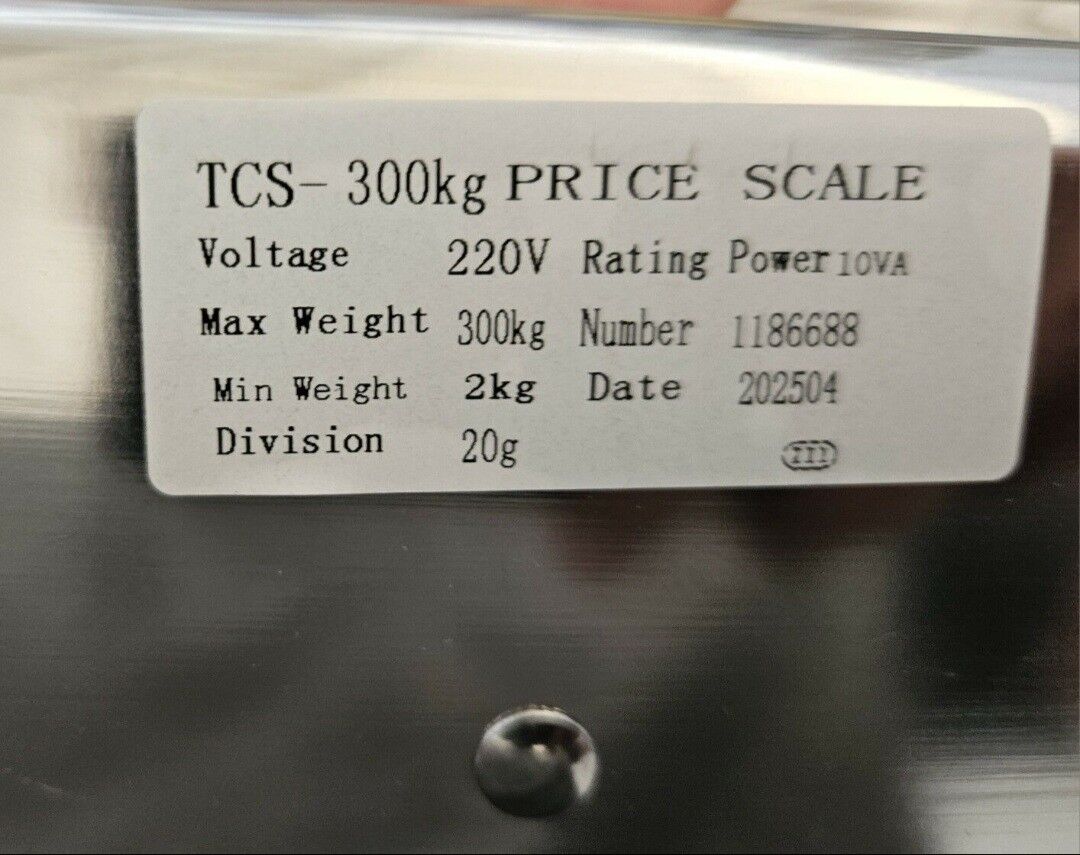 TCS- 300kg PRICE SCALE
Voltage 220V Rating Power 10VA
Max Weight 300kg Number 1186688
Min Weight 2kg Date 202504
Division 20g III